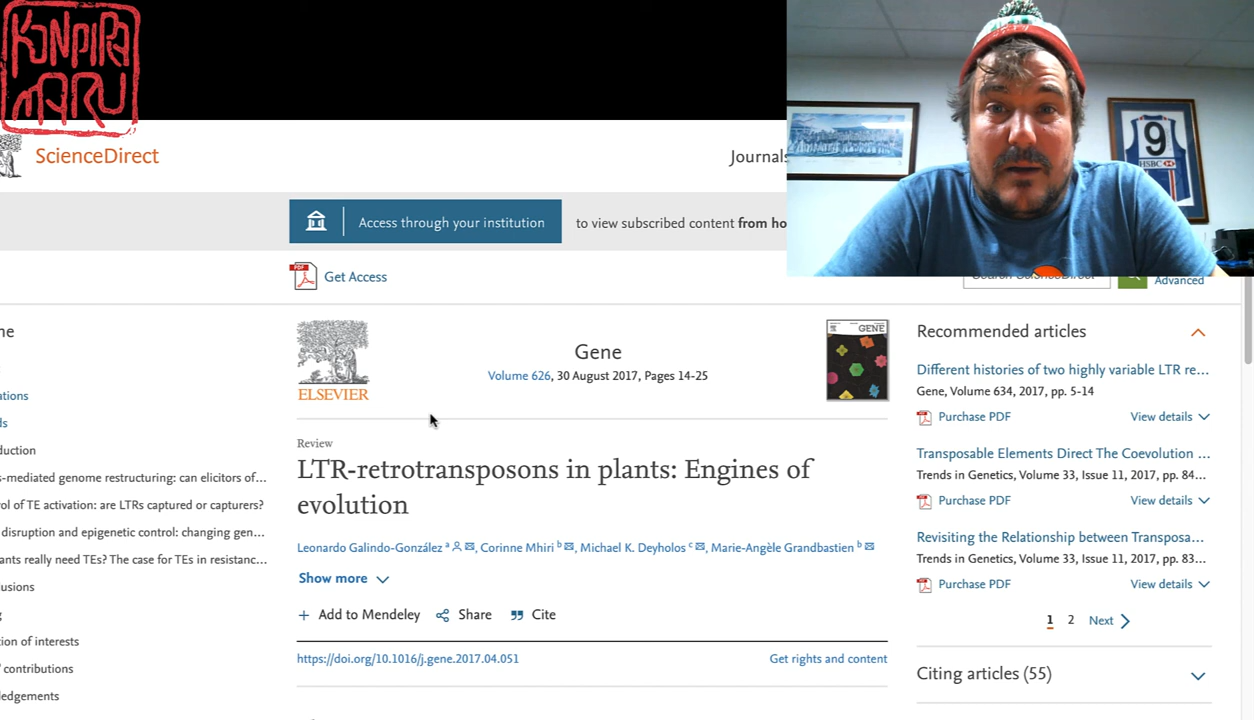 KONPIRA
MARU
ScienceDirect
Journals
Access through your institution
to view subscribed content from ho
Get Access
Advanced
9
HSBC
ELSEVIER
Gene
Volume 626, 30 August 2017, Pages 14-25
GENE
Review
LTR-retrotransposons in plants: Engines of
evolution
Leonardo Galindo-González a, Corinne Mhiri b, Michael K. Deyholos c, Marie-Angèle Grandbastien b
Show more
Add to Mendeley
Share
Cite
https://doi.org/10.1016/j.gene.2017.04.051
Get rights and content
ne
ations
ds
duction
s-mediated genome restructuring: can elicitors of...
ol of TE activation: are LTRs captured or capturers?
disruption and epigenetic control: changing gen...
ants really need TEs? The case for TEs in resistanc...
lusions
g
tion of interests
contributions
ledgements
Recommended articles
Different histories of two highly variable LTR re...
Gene, Volume 634, 2017, pp. 5-14
Purchase PDF
View details
Transposable Elements Direct The Coevolution ...
Trends in Genetics, Volume 33, Issue 11, 2017, pp. 84...
Purchase PDF
View details
Revisiting the Relationship between Transposa...
Trends in Genetics, Volume 33, Issue 11, 2017, pp. 83...
Purchase PDF
View details
1 2 Next
Citing articles (55)